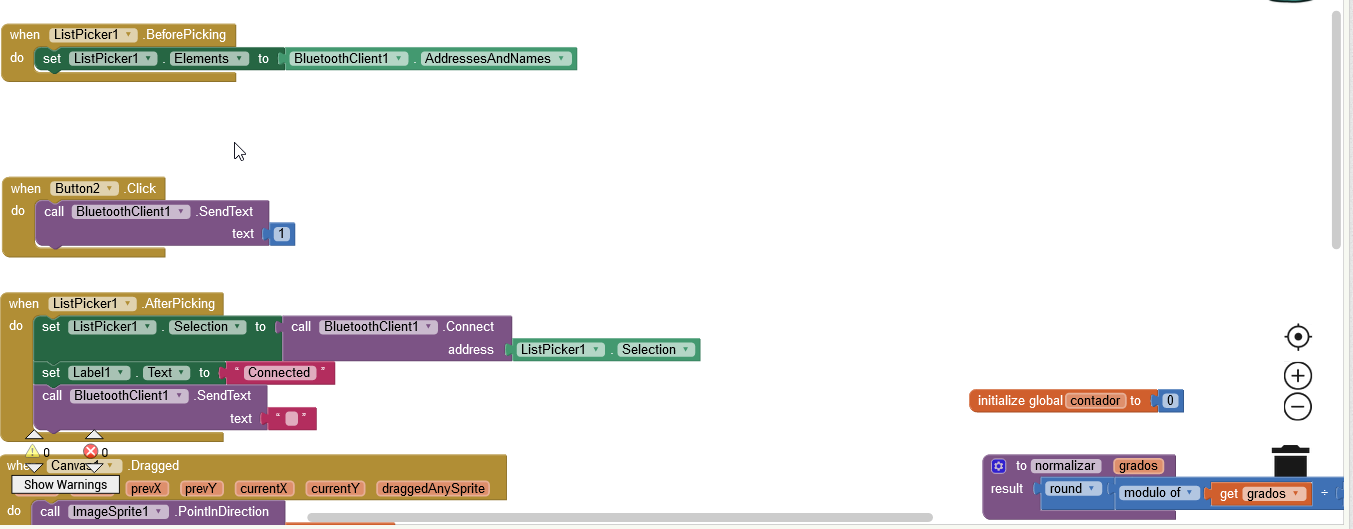 when ListPicker1 .BeforePicking
do set ListPicker1 . Elements to BluetoothClient1 . AddressesAndNames
when Button2 .Click
do call BluetoothClient1 .SendText
text 1
when ListPicker1 .AfterPicking
do set ListPicker1 . Selection to call BluetoothClient1 .Connect
address ListPicker1 . Selection
set Label1 . Text to “ Connected ”
call BluetoothClient1 .SendText
text “ ”
initialize global contador to 0
0 0
when Canvas1 .Dragged
Show Warnings
prevX prevY currentX currentY draggedAnySprite
do call ImageSprite1 .PointInDirection
to normalizar grados
result round modulo of get grados ÷